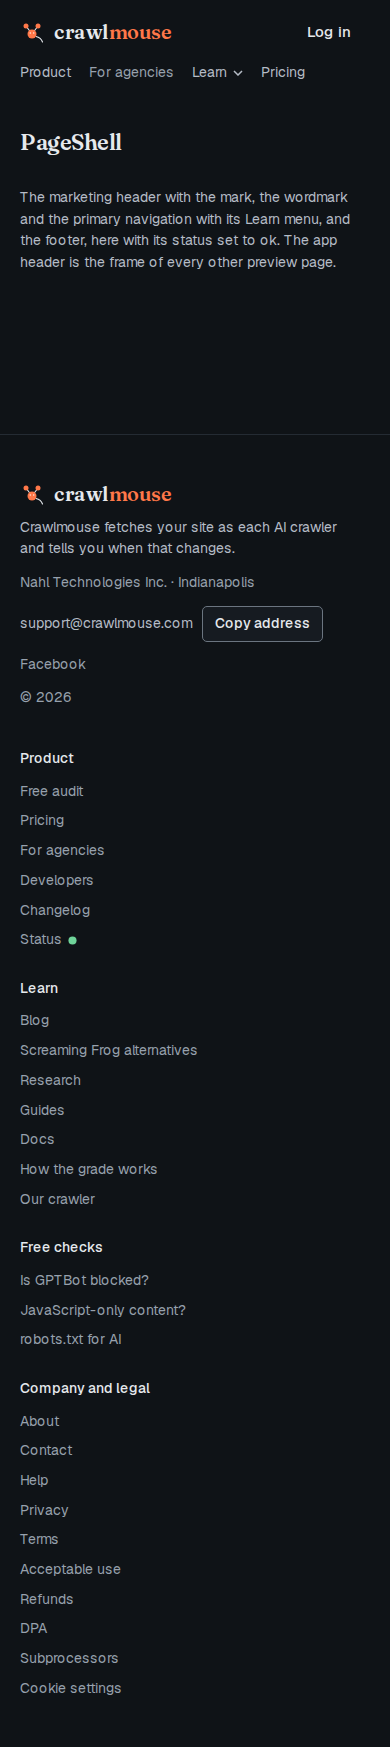 crawlmouse
Log in
Product For agencies Learn Pricing
PageShell
The marketing header with the mark, the wordmark
and the primary navigation with its Learn menu, and
the footer, here with its status set to ok. The app
header is the frame of every other preview page.
crawlmouse
Crawlmouse fetches your site as each AI crawler
and tells you when that changes.
Nahl Technologies Inc. · Indianapolis
support@crawlmouse.com Copy address
Facebook
© 2026
Product
Free audit
Pricing
For agencies
Developers
Changelog
Status
Learn
Blog
Screaming Frog alternatives
Research
Guides
Docs
How the grade works
Our crawler
Free checks
Is GPTBot blocked?
JavaScript-only content?
robots.txt for AI
Company and legal
About
Contact
Help
Privacy
Terms
Acceptable use
Refunds
DPA
Subprocessors
Cookie settings